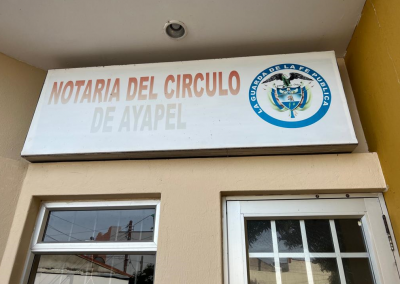 NOTARIA DEL CIRCULO
DE AYAPEL
LA GUARDA DE LA FE PUBLICA